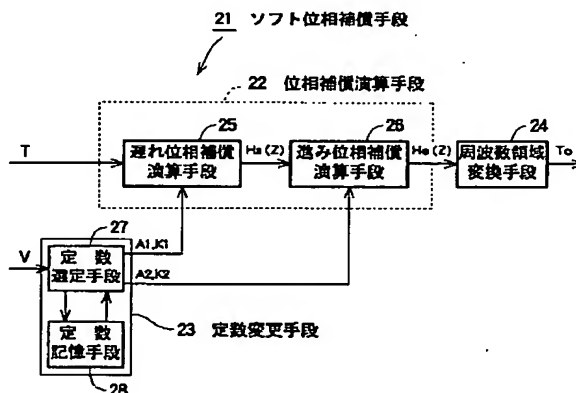 21 ソフト位相補償手段
22 位相補償演算手段
25
26
24
T
遅れ位相補償
演算手段
Ha(Z)
進み位相補償
演算手段
He(Z)
周波数領域
変換手段
To
27
V
定 数
選定手段
A1,K1
A2,K2
定 数
記憶手段
23 定数変更手段
28